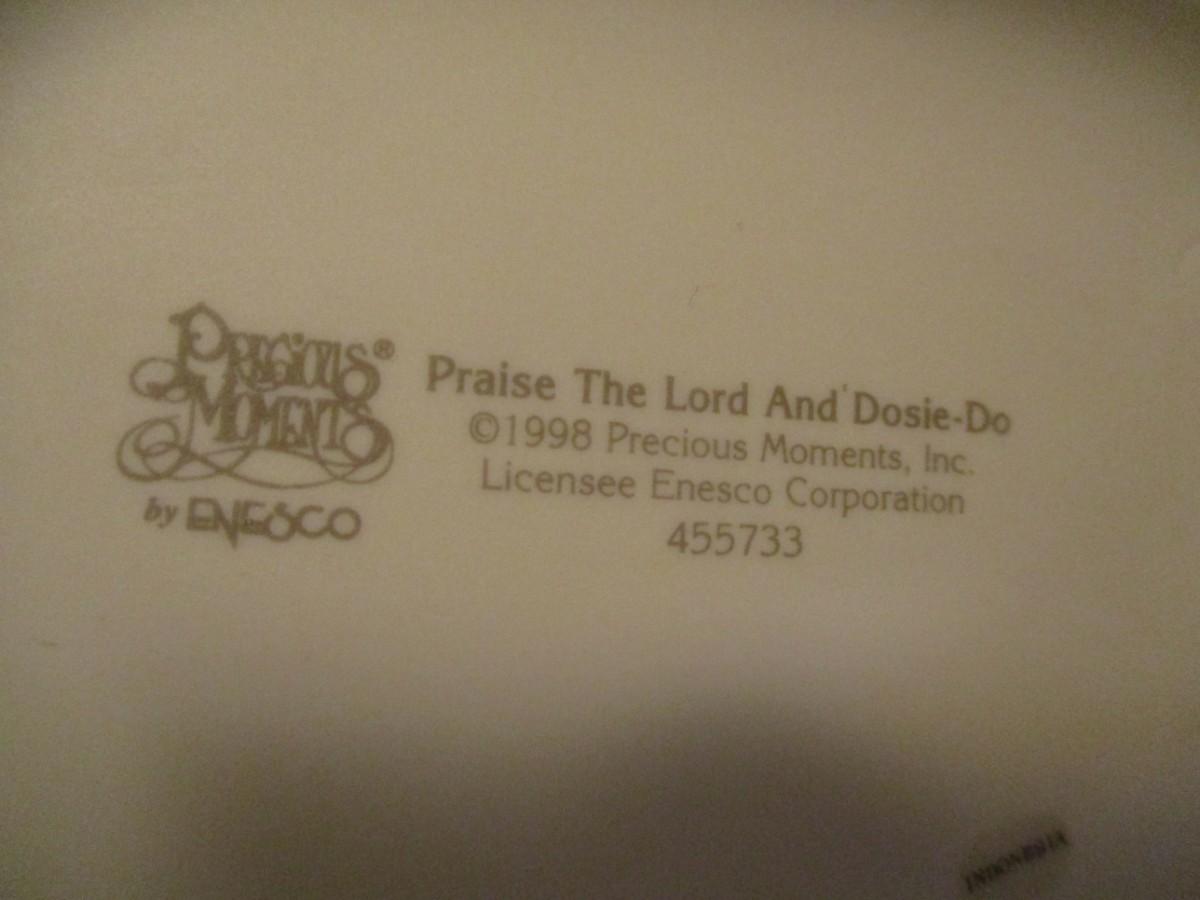 PRECIOUS®
MOMENTS
by ENESCO
Praise The Lord And Dosie-Do
©1998 Precious Moments, Inc.
Licensee Enesco Corporation
455733
INDONESIA